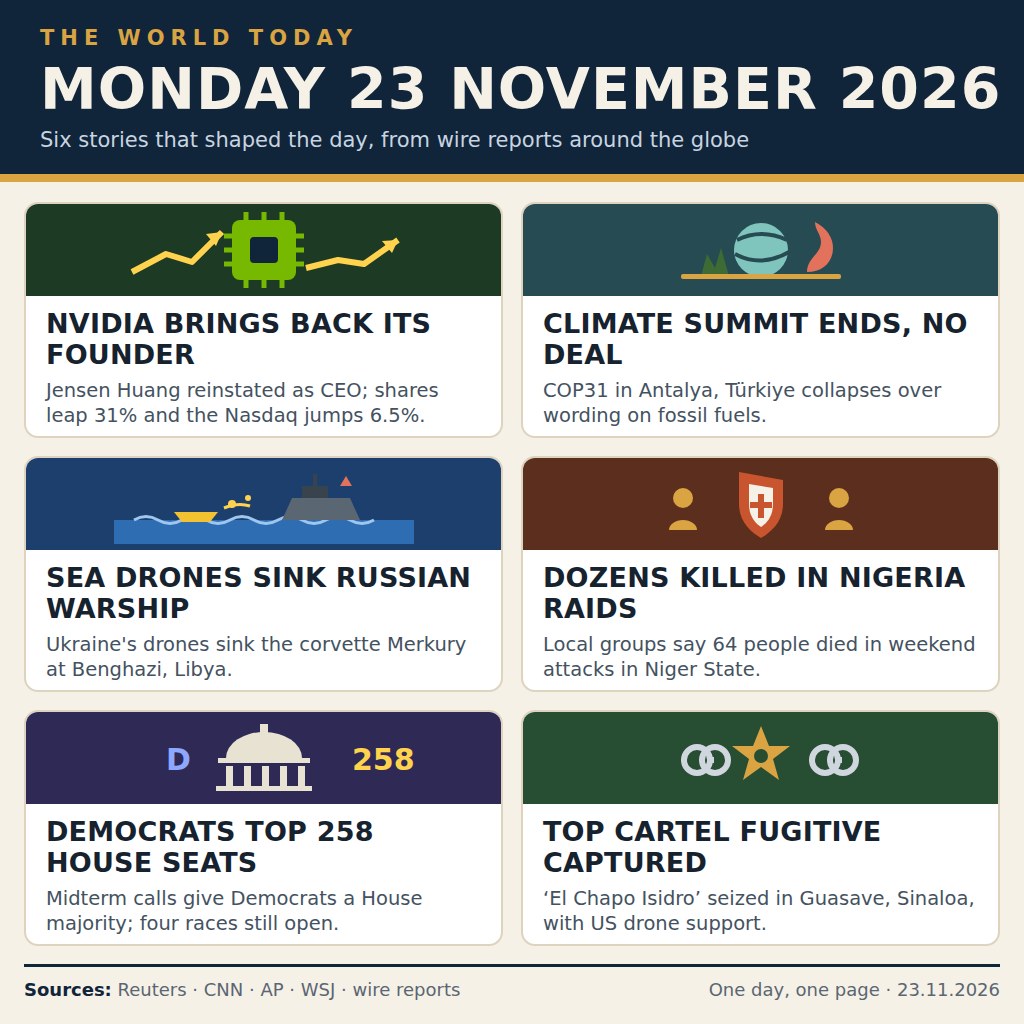 THE WORLD TODAY
MONDAY 23 NOVEMBER 2026
Six stories that shaped the day, from wire reports around the globe
NVIDIA BRINGS BACK ITS
FOUNDER
Jensen Huang reinstated as CEO; shares
leap 31% and the Nasdaq jumps 6.5%.
CLIMATE SUMMIT ENDS, NO
DEAL
COP31 in Antalya, Türkiye collapses over
wording on fossil fuels.
SEA DRONES SINK RUSSIAN
WARSHIP
Ukraine's drones sink the corvette Merkury
at Benghazi, Libya.
DOZENS KILLED IN NIGERIA
RAIDS
Local groups say 64 people died in weekend
attacks in Niger State.
D
258
DEMOCRATS TOP 258
HOUSE SEATS
Midterm calls give Democrats a House
majority; four races still open.
TOP CARTEL FUGITIVE
CAPTURED
‘El Chapo Isidro’ seized in Guasave, Sinaloa,
with US drone support.
Sources: Reuters · CNN · AP · WSJ · wire reports
One day, one page · 23.11.2026